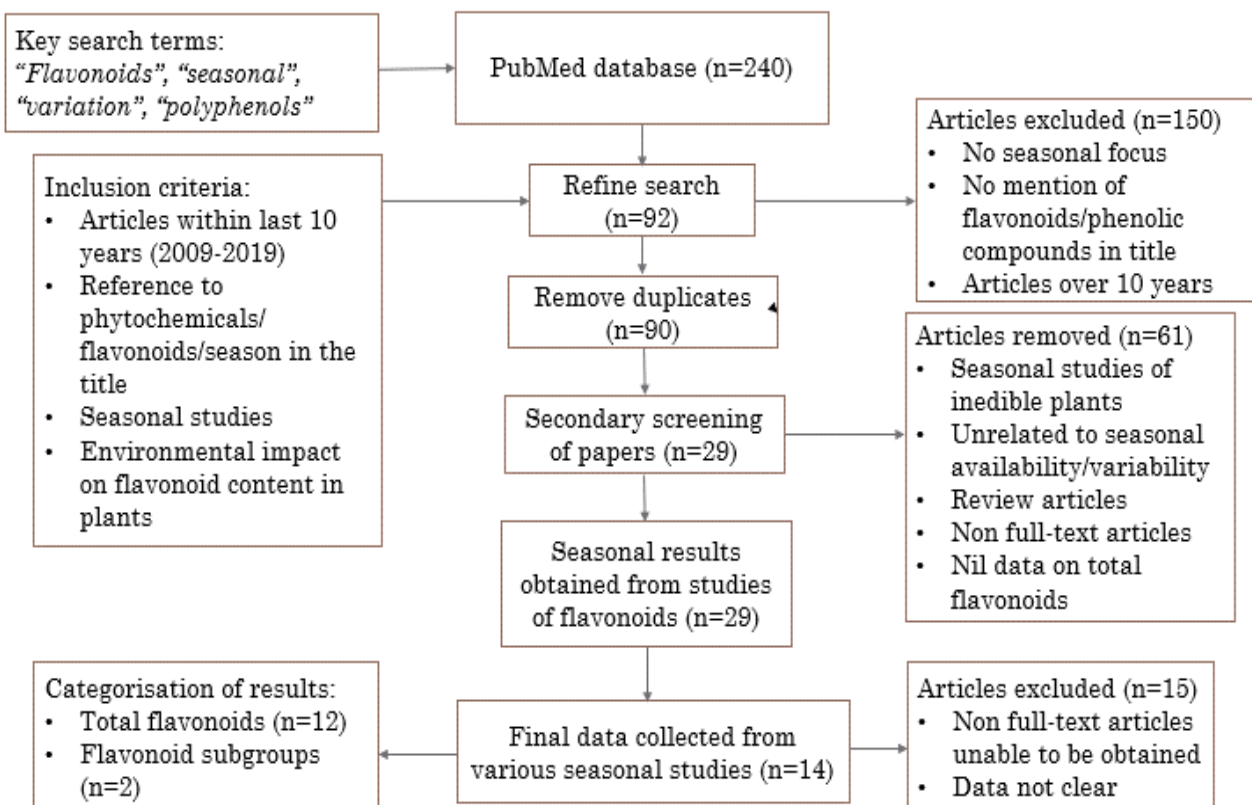 Key search terms:
“Flavonoids”, “seasonal”,
“variation”, “polyphenols”
PubMed database (n=240)
Articles excluded (n=150)
• No seasonal focus
• No mention of
flavonoids/phenolic
compounds in title
• Articles over 10 years
Inclusion criteria:
• Articles within last 10
years (2009-2019)
• Reference to
phytochemicals/
flavonoids/season in the
title
• Seasonal studies
• Environmental impact
on flavonoid content in
plants
Refine search
(n=92)
Remove duplicates
(n=90)
Articles removed (n=61)
• Seasonal studies of
inedible plants
• Unrelated to seasonal
availability/variability
• Review articles
• Non full-text articles
• Nil data on total
flavonoids
Secondary screening
of papers (n=29)
Seasonal results
obtained from studies
of flavonoids (n=29)
Categorisation of results:
• Total flavonoids (n=12)
• Flavonoid subgroups
(n=2)
Final data collected from
various seasonal studies (n=14)
Articles excluded (n=15)
• Non full-text articles
unable to be obtained
• Data not clear